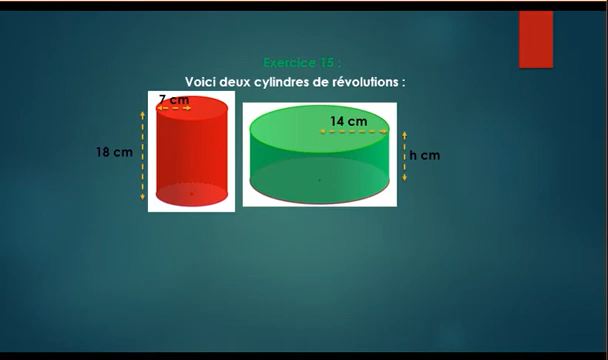 Exercice 15 :
Voici deux cylindres de révolutions :
7 cm
14 cm
18 cm
h cm